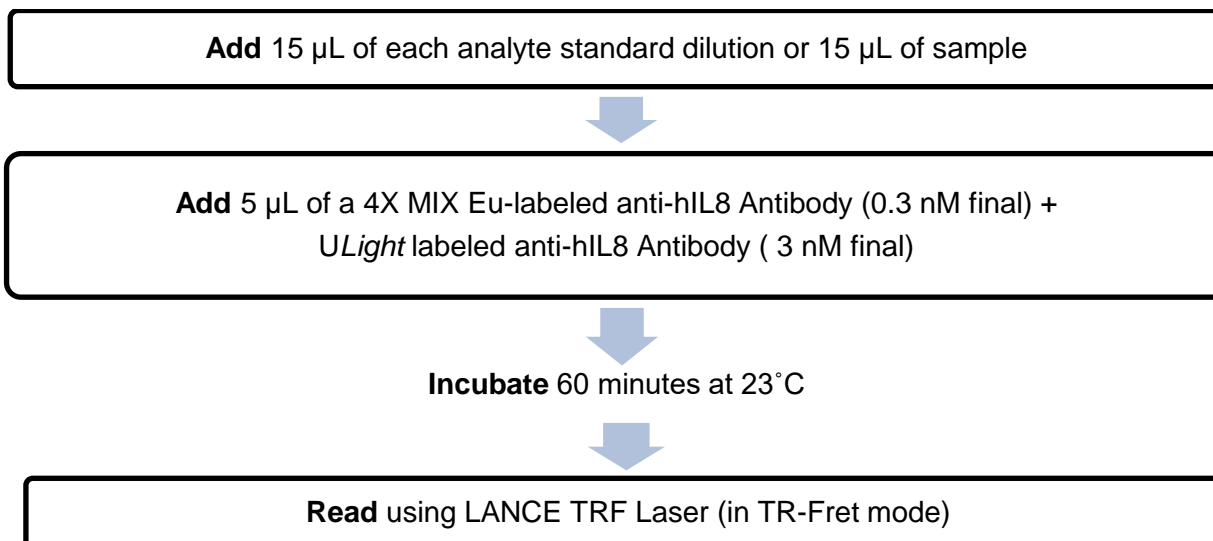 Add 15 µL of each analyte standard dilution or 15 µL of sample
Add 5 µL of a 4X MIX Eu-labeled anti-hIL8 Antibody (0.3 nM final) +
ULight labeled anti-hIL8 Antibody ( 3 nM final)
Incubate 60 minutes at 23˚C
Read using LANCE TRF Laser (in TR-Fret mode)